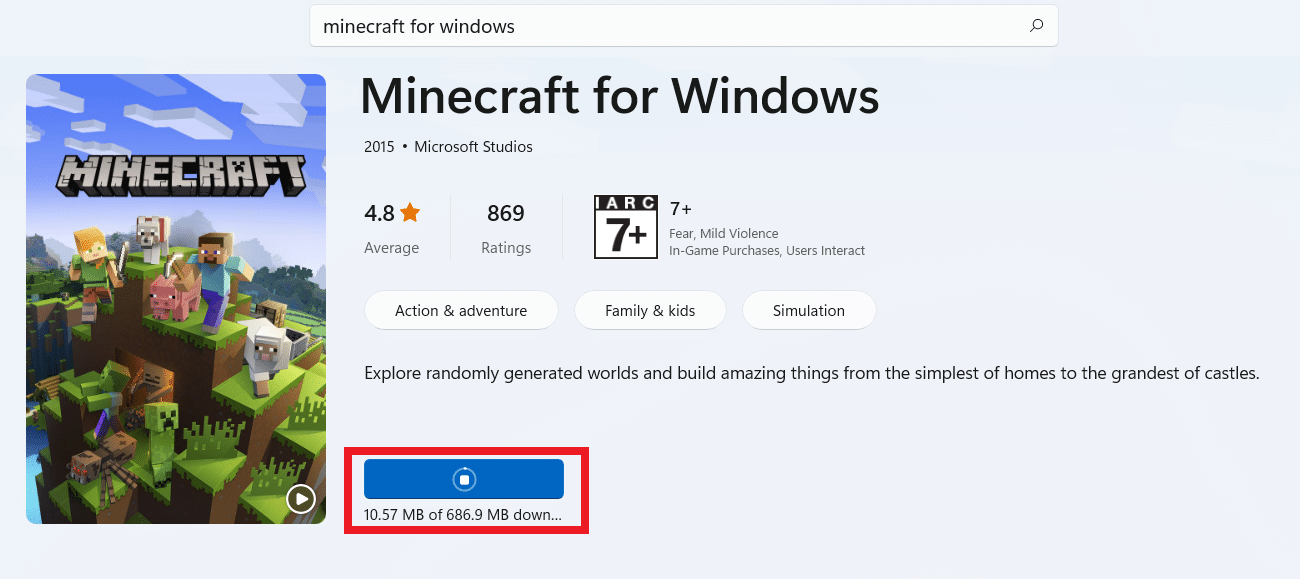 minecraft for windows
Minecraft for Windows
2015 • Microsoft Studios
MINECRAFT
4.8
869
Average
Ratings
IARC
7+
7+
Fear, Mild Violence
In-Game Purchases, Users Interact
Action & adventure
Family & kids
Simulation
Explore randomly generated worlds and build amazing things from the simplest of homes to the grandest of castles.
10.57 MB of 686.9 MB down...